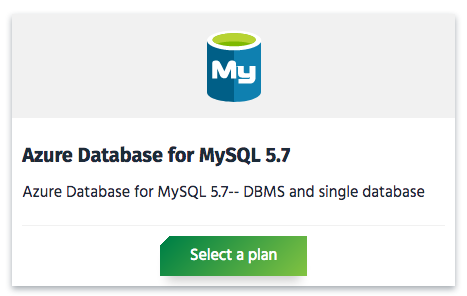 My
Azure Database for MySQL 5.7
Azure Database for MySQL 5.7-- DBMS and single database
Select a plan